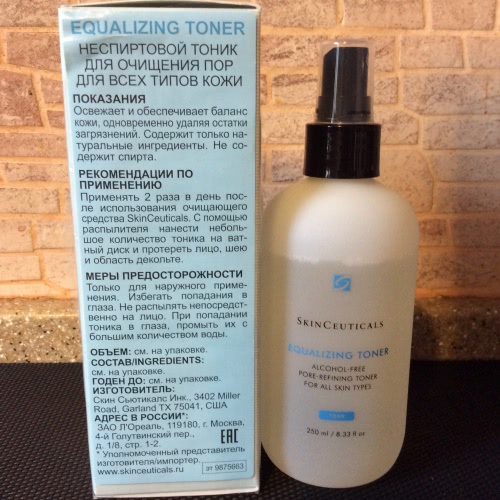 EQUALIZING TONER
НЕСПИРТОВОЙ ТОНИК
ДЛЯ ОЧИЩЕНИЯ ПОР
ДЛЯ ВСЕХ ТИПОВ КОЖИ
ПОКАЗАНИЯ
Освежает и обеспечивает баланс
кожи, одновременно удаляя остатки
загрязнений. Содержит только на-
туральные ингредиенты. Не со-
держит спирта.
РЕКОМЕНДАЦИИ ПО
ПРИМЕНЕНИЮ
Применять 2 раза в день пос-
ле использования очищающего
средства SkinCeuticals. С помощью
распылителя нанести неболь-
шое количество тоника на ват-
ный диск и протереть лицо, шею
и область декольте.
МЕРЫ ПРЕДОСТОРОЖНОСТИ
Только для наружного приме-
нения. Избегать попадания в
глаза. Не распылять непосредст-
венно на лицо. При попадании
тоника в глаза, промыть их с
большим количеством воды.
ОБЪЕМ: см. на упаковке.
СОСТАВ/INGREDIENTS:
см. на упаковке.
ГОДЕН ДО: см. на упаковке.
ИЗГОТОВИТЕЛЬ:
Скин Сьютикалс Инк., 3402 Miller
Road, Garland TX 75041, США
АДРЕС В РОССИИ*:
ЗАО Л'Ореаль, 119180, г. Москва,
4-й Голутвинский пер.,
д. 1/8, стр. 1-2.
* Уполномоченный представитель
изготовителя/импортер.
www.skinceuticals.ru
ЭТ 9875663
EAC
SKINCEUTICALS
EQUALIZING TONER
ALCOHOL-FREE
PORE-REFINING TONER
FOR ALL SKIN TYPES
TONE
250 ml / 8.33 fl oz